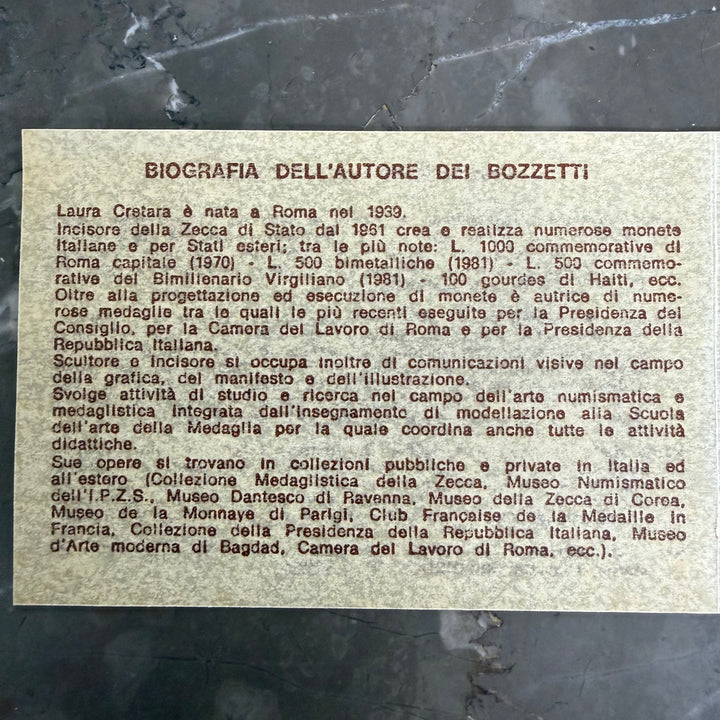 BIOGRAFIA DELL'AUTORE DEI BOZZETTI
Laura Cretara è nata a Roma nel 1939.
Incisore della Zecca di Stato dal 1961 crea e realizza numerose monete
Italiane e per Stati esteri; tra le più note: L. 1000 commemorative di
Roma capitale (1970) - L. 500 bimetalliche (1981) - L. 500 commemo-
rative del Bimillenario Virgiliano (1981) - 100 gourdes di Haiti, ecc.
Oltre alla progettazione ed esecuzione di monete è autrice di nume-
rose medaglie tra le quali le più recenti eseguite per la Presidenza del
Consiglio, per la Camera del Lavoro di Roma e per la Presidenza della
Repubblica Italiana.
Scultore e incisore si occupa inoltre di comunicazioni visive nel campo
della grafica, del manifesto e dell'illustrazione.
Svolge attività di studio e ricerca nel campo dell'arte numismatica e
medaglistica integrata dall'insegnamento di modellazione alla Scuola
dell'arte della Medaglia per la quale coordina anche tutte le attività
didattiche.
Sue opere si trovano in collezioni pubbliche e private in Italia ed
all'estero (Collezione Medaglistica della Zecca, Museo Numismatico
dell'I.P.Z.S., Museo Dantesco di Ravenna, Museo della Zecca di Corea,
Museo de la Monnaye di Parigi, Club Française de la Medaille in
Francia, Collezione della Presidenza della Repubblica Italiana, Museo
d'Arte moderna di Bagdad, Camera del Lavoro di Roma, ecc.).